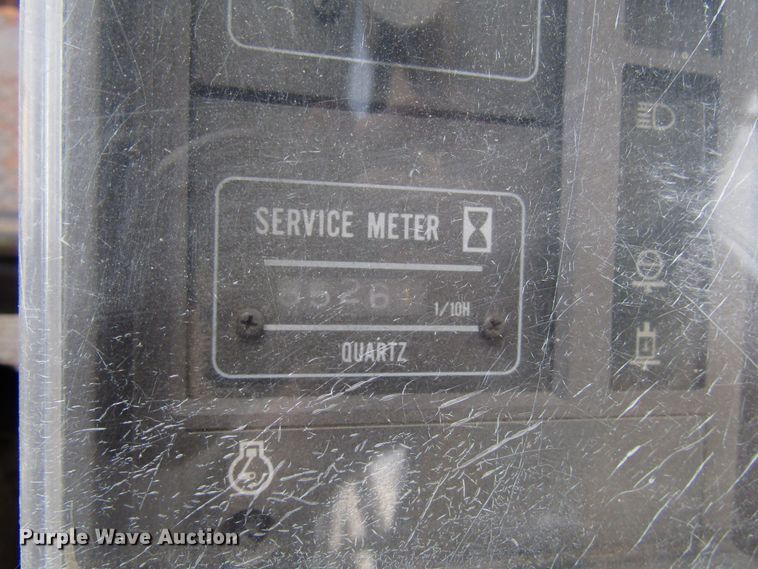 SERVICE METER
1/10H
QUARTZ
Purple Wave Auction